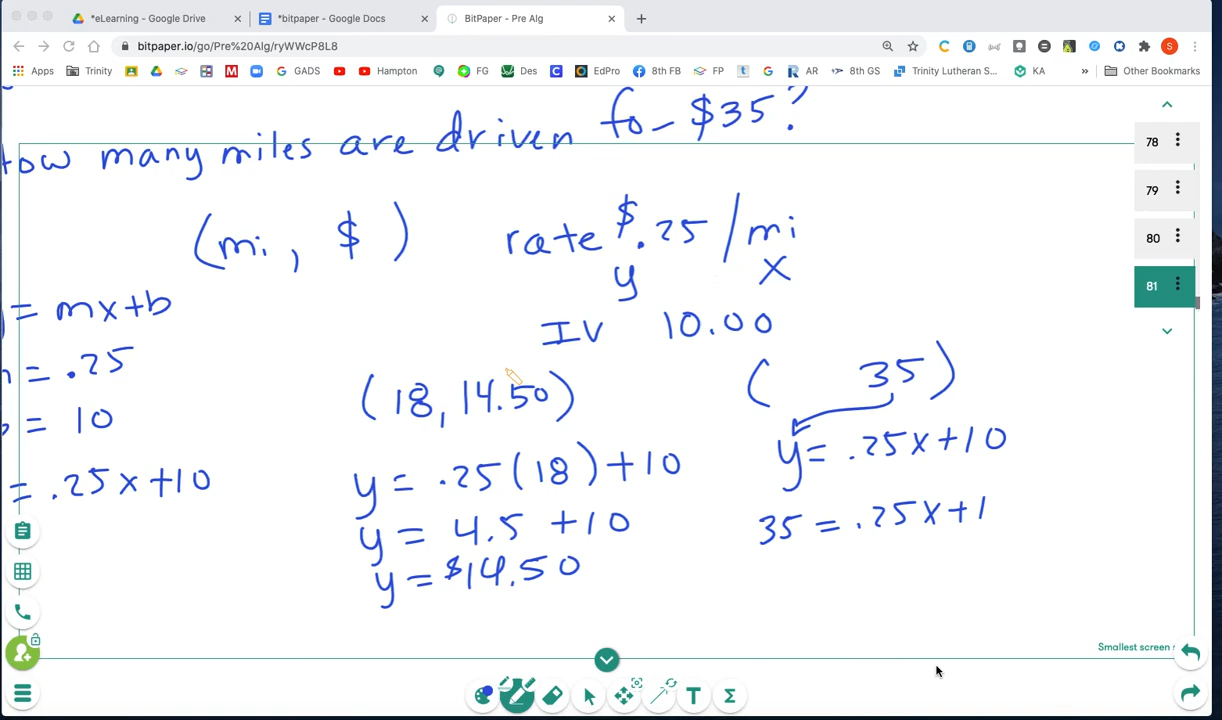 *eLearning - Google Drive
*bitpaper - Google Docs
BitPaper - Pre Alg
bitpaper.io/go/Pre%20Alg/ryWWcP8L8
Apps Trinity GADS Hampton FG Des EdPro 8th FB FP AR 8th GS Trinity Lutheran S... KA » Other Bookmarks
How many miles are driven for $35?
(mi, $) rate $.25/mi
y x
= mx+b
IV 10.00
= .25
(18, 14.50) ( 35)
= 10
y = .25x+10
= .25x+10
y = .25(18)+10
35 = .25x+1
y = 4.5 +10
y = $14.50
78
79
80
81
Smallest screen